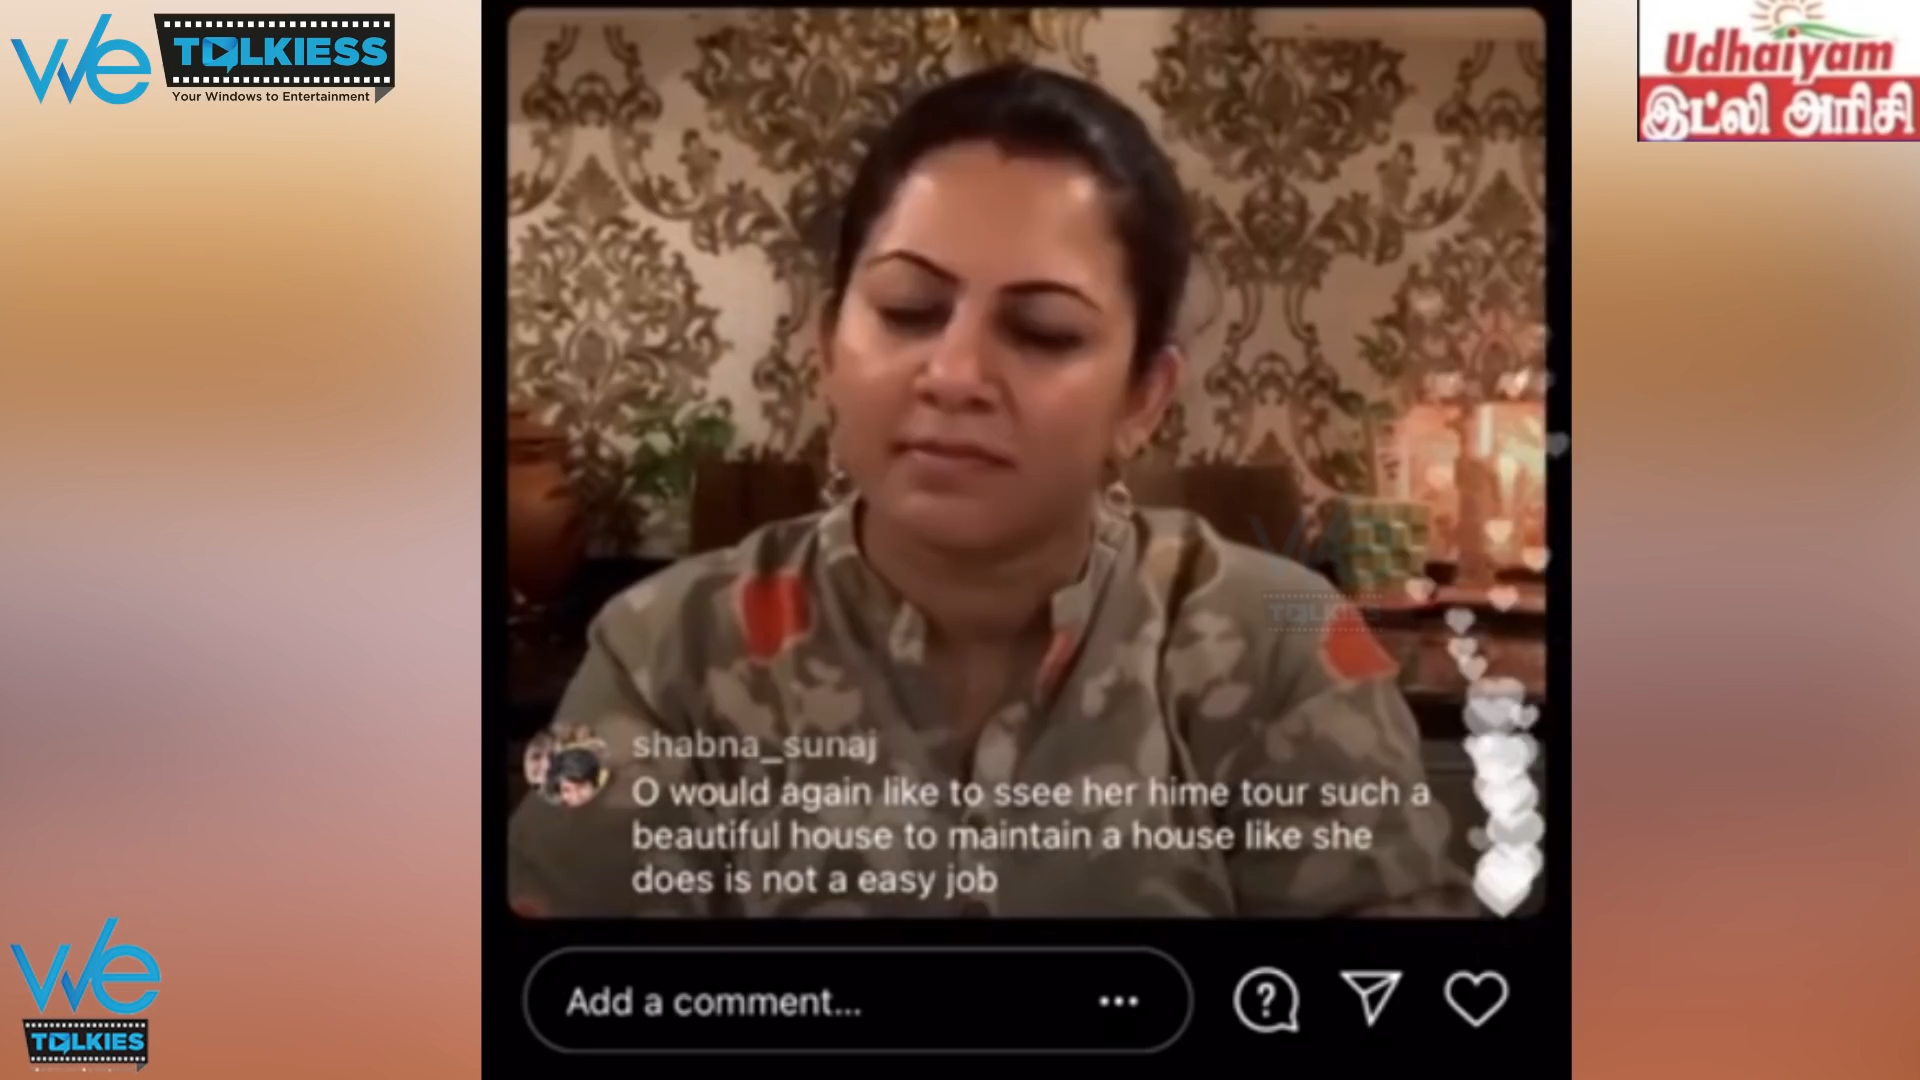 we TALKIESS
Your Windows to Entertainment
Udhaiyam
இட்லி அரிசி
TALKIES
shabna_sunaj
O would again like to ssee her hime tour such a
beautiful house to maintain a house like she
does is not a easy job
Add a comment...
we
TALKIES